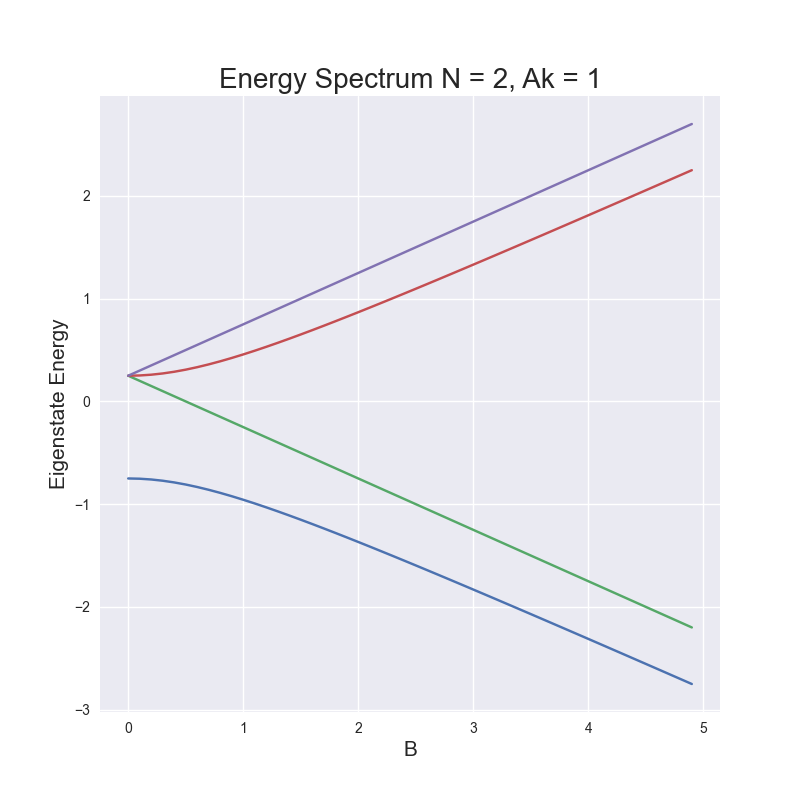 Energy Spectrum N = 2, Ak = 1
Eigenstate Energy
2
1
0
−1
−2
−3
0 1 2 3 4 5
B